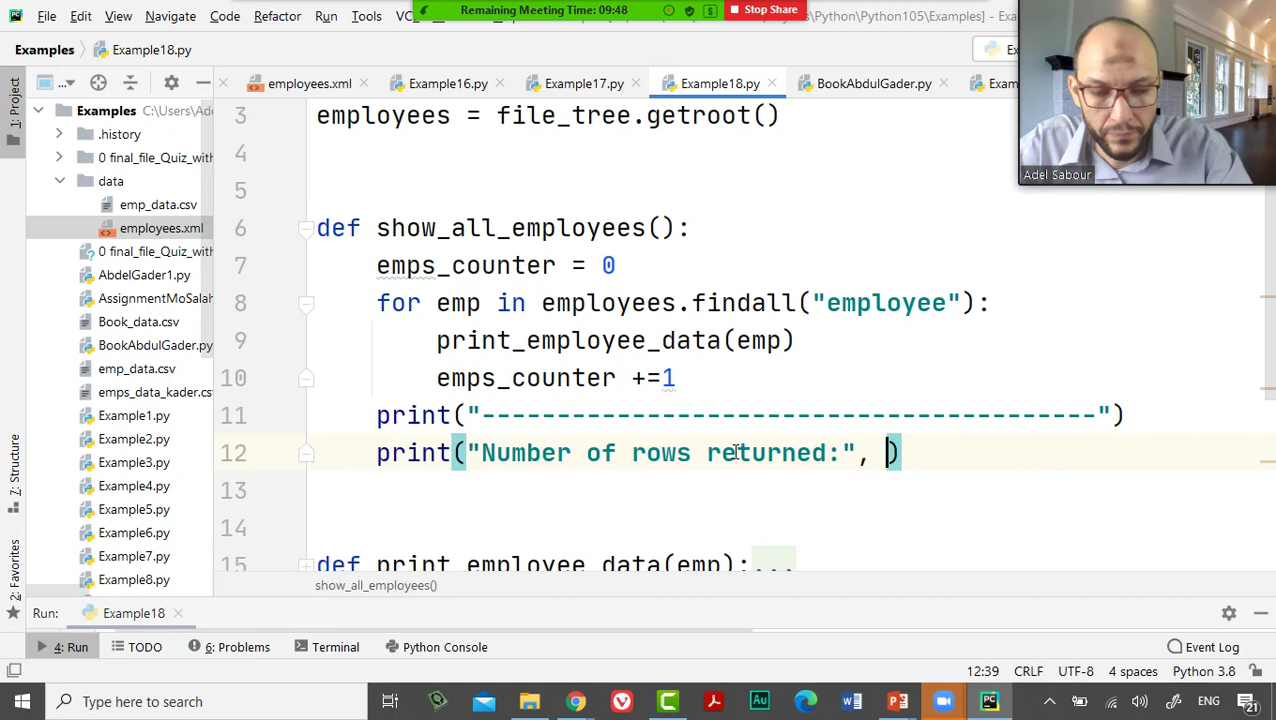 File Edit View Navigate Code Refactor Run Tools
Remaining Meeting Time: 09:48 Stop Share
\Python\Python105\Examples]
Examples Example18.py
employees.xml Example16.py Example17.py Example18.py BookAbdulGader.py
Adel Sabour
1: Project
7: Structure
2: Favorites
Examples C:\Users\Ade
.history
0 final_file_Quiz_with
data
emp_data.csv
employees.xml
0 final_file_Quiz_with
AbdelGader1.py
AssignmentMoSalah
Book_data.csv
BookAbdulGader.py
emp_data.csv
emps_data_kader.
Example1.py
Example2.py
Example3.py
Example4.py
Example5.py
Example6.py
Example7.py
Example8.py
3 employees = file_tree.getroot()
4
5
6 def show_all_employees():
7 emps_counter = 0
8 for emp in employees.findall("employee"):
9 print_employee_data(emp)
10 emps_counter +=1
11 print("-----------------------------------------")
12 print("Number of rows returned:", )
13
14
15 def print_employee_data(emp):...
show_all_employees()
Run: Example18
4: Run TODO 6: Problems Terminal Python Console Event Log
12:39 CRLF UTF-8 4 spaces Python 3.8
Type here to search
ENG
21